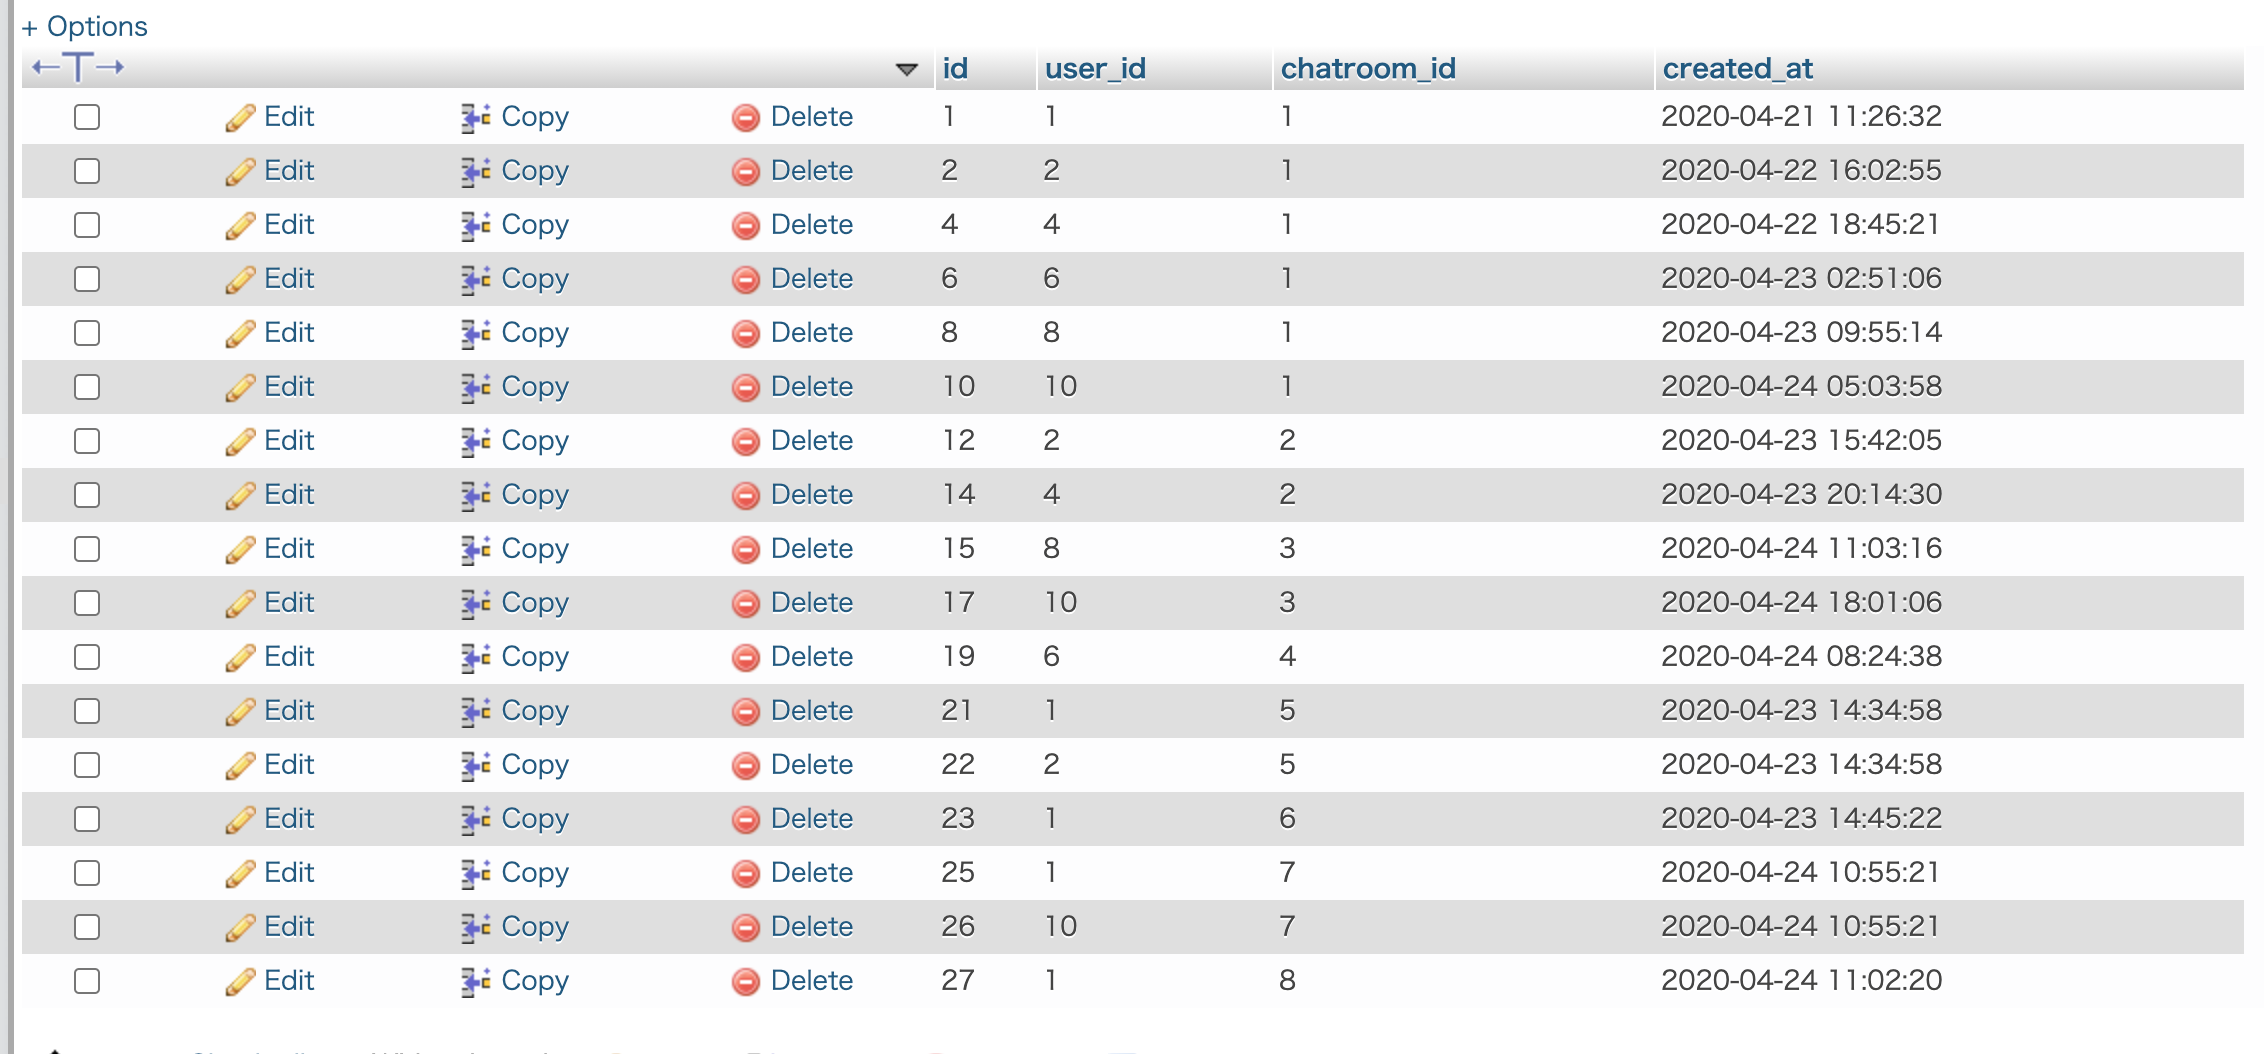 + Options
←T→ id user_id chatroom_id created_at
Edit Copy Delete 1 1 1 2020-04-21 11:26:32
Edit Copy Delete 2 2 1 2020-04-22 16:02:55
Edit Copy Delete 4 4 1 2020-04-22 18:45:21
Edit Copy Delete 6 6 1 2020-04-23 02:51:06
Edit Copy Delete 8 8 1 2020-04-23 09:55:14
Edit Copy Delete 10 10 1 2020-04-24 05:03:58
Edit Copy Delete 12 2 2 2020-04-23 15:42:05
Edit Copy Delete 14 4 2 2020-04-23 20:14:30
Edit Copy Delete 15 8 3 2020-04-24 11:03:16
Edit Copy Delete 17 10 3 2020-04-24 18:01:06
Edit Copy Delete 19 6 4 2020-04-24 08:24:38
Edit Copy Delete 21 1 5 2020-04-23 14:34:58
Edit Copy Delete 22 2 5 2020-04-23 14:34:58
Edit Copy Delete 23 1 6 2020-04-23 14:45:22
Edit Copy Delete 25 1 7 2020-04-24 10:55:21
Edit Copy Delete 26 10 7 2020-04-24 10:55:21
Edit Copy Delete 27 1 8 2020-04-24 11:02:20